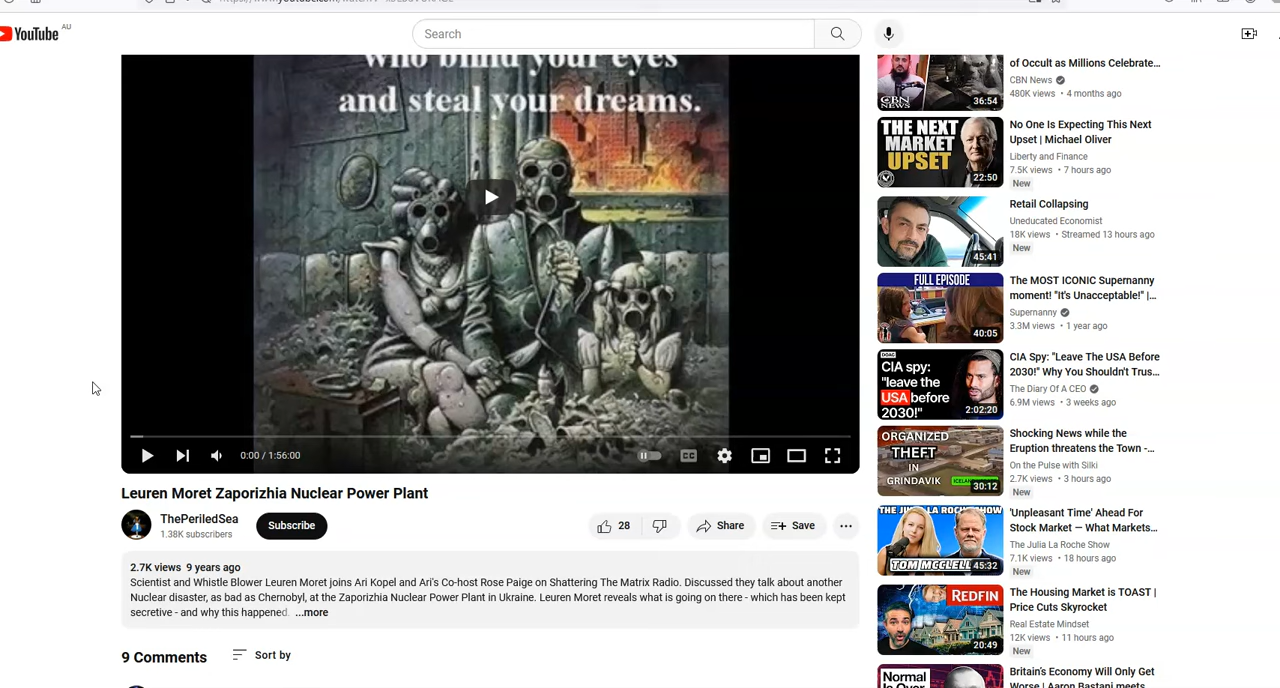 YouTube AU
Search
who blind your eyes
and steal your dreams.
0:00 / 1:56:00
CC
Leuren Moret Zaporizhia Nuclear Power Plant
ThePeriledSea
1.38K subscribers
Subscribe
28
Share
Save
2.7K views 9 years ago
Scientist and Whistle Blower Leuren Moret joins Ari Kopel and Ari's Co-host Rose Paige on Shattering The Matrix Radio. Discussed they talk about another
Nuclear disaster, as bad as Chernobyl, at the Zaporizhia Nuclear Power Plant in Ukraine. Leuren Moret reveals what is going on there - which has been kept
secretive - and why this happened. ...more
9 Comments
Sort by
CBN
NEWS
36:54
of Occult as Millions Celebrate...
CBN News
480K views • 4 months ago
THE NEXT
MARKET
UPSET
22:50
No One Is Expecting This Next
Upset | Michael Oliver
Liberty and Finance
7.5K views • 7 hours ago
New
45:41
Retail Collapsing
Uneducated Economist
18K views • Streamed 13 hours ago
New
FULL EPISODE
40:05
The MOST ICONIC Supernanny
moment! "It's Unacceptable!" |...
Supernanny
3.3M views • 1 year ago
DOAC
CIA spy:
"leave the
USA before
2030!"
2:02:20
CIA Spy: "Leave The USA Before
2030!" Why You Shouldn't Trus...
The Diary Of A CEO
6.9M views • 3 weeks ago
ORGANIZED
THEFT
IN
GRINDAVIK
30:12
Shocking News while the
Eruption threatens the Town -...
On the Pulse with Silki
2.7K views • 3 hours ago
New
THE JULIA LA ROCHE SHOW
TOM MCCLELL
45:32
'Unpleasant Time' Ahead For
Stock Market — What Markets...
The Julia La Roche Show
7.1K views • 18 hours ago
New
REDFIN
20:49
The Housing Market is TOAST |
Price Cuts Skyrocket
Real Estate Mindset
12K views • 11 hours ago
New
Normal
Is Over
Britain's Economy Will Only Get
Worse | Aaron Bastani meets